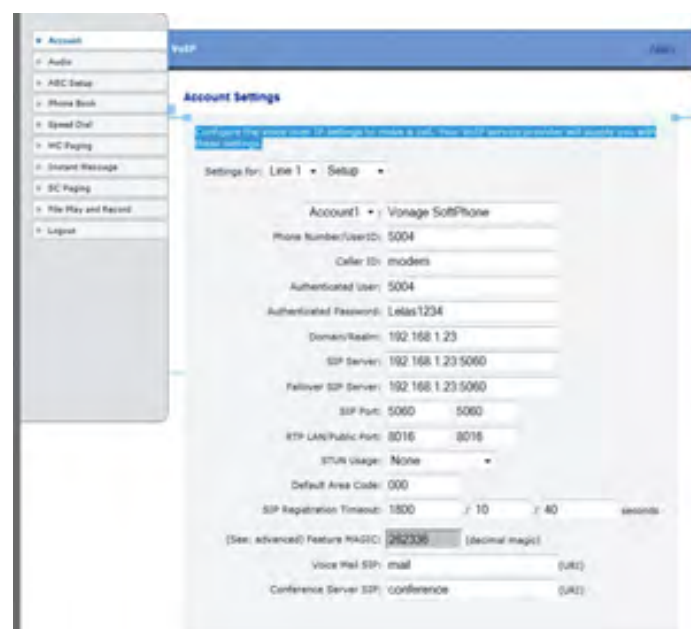 Account
Audio
AEC Setup
Phone Book
Speed Dial
MC Paging
Instant Message
SC Paging
File Play and Record
Logout
VoIP
Account Settings
Configure the voice over IP settings to make a call. Your VoIP service provider will supply you with
these settings.
Settings for: Line 1 Setup
Account1 : Vonage SoftPhone
Phone Number/UserID: 5004
Caller ID: modem
Authenticated User: 5004
Authenticated Password: Lelas1234
Domain/Realm: 192.168.1.23
SIP Server: 192.168.1.23:5060
Failover SIP Server: 192.168.1.23:5060
SIP Port: 5060 5060
RTP LAN/Public Port: 8016 8016
STUN Usage: None
Default Area Code: 000
SIP Registration Timeout: 1800 / 10 / 40 seconds
(See: advanced) Feature MAGIC: 262336 (decimal magic)
Voice Mail SIP: mail (URI)
Conference Server SIP: conference (URI)